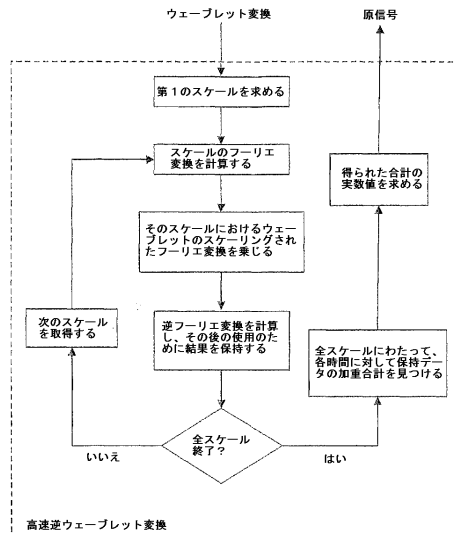 ウェーブレット変換
原信号
第1のスケールを求める
スケールのフーリエ
変換を計算する
得られた合計の
実数値を求める
そのスケールにおけるウェー
ブレットのスケーリングされ
たフーリエ変換を乗じる
次のスケール
を取得する
逆フーリエ変換を計算
し、その後の使用のた
めに結果を保持する
全スケールにわたって、
各時間に対して保持デー
タの加重合計を見つける
全スケール
終了?
いいえ
はい
高速逆ウェーブレット変換